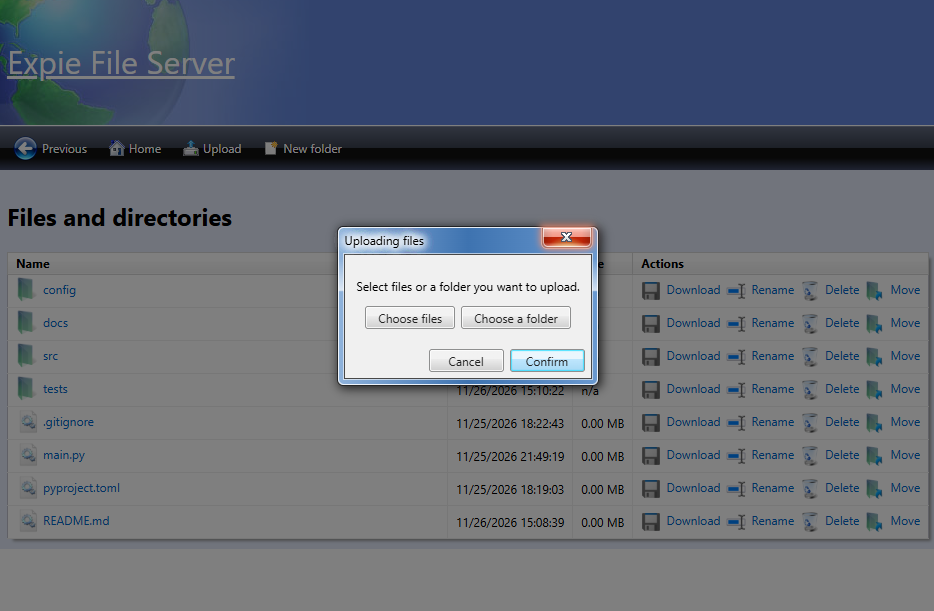 Expie File Server
Previous Home Upload New folder
Files and directories
Uploading files
Name Actions
Select files or a folder you want to upload.
Choose files Choose a folder
Cancel Confirm
config Download Rename Delete Move
docs Download Rename Delete Move
src Download Rename Delete Move
tests 11/26/2026 15:10:22 n/a Download Rename Delete Move
.gitignore 11/25/2026 18:22:43 0.00 MB Download Rename Delete Move
main.py 11/25/2026 21:49:19 0.00 MB Download Rename Delete Move
pyproject.toml 11/25/2026 18:19:03 0.00 MB Download Rename Delete Move
README.md 11/26/2026 15:08:39 0.00 MB Download Rename Delete Move